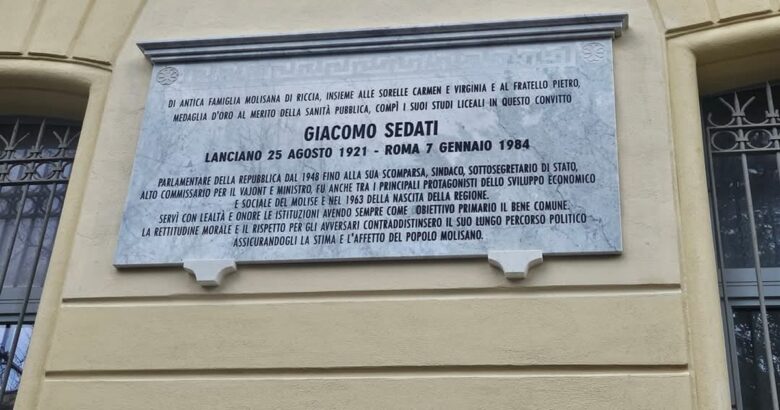 DI ANTICA FAMIGLIA MOLISANA DI RICCIA, INSIEME ALLE SORELLE CARMEN E VIRGINIA E AL FRATELLO PIETRO,
MEDAGLIA D'ORO AL MERITO DELLA SANITÀ PUBBLICA, COMPÌ I SUOI STUDI LICEALI IN QUESTO CONVITTO
GIACOMO SEDATI
LANCIANO 25 AGOSTO 1921 - ROMA 7 GENNAIO 1984
PARLAMENTARE DELLA REPUBBLICA DAL 1948 FINO ALLA SUA SCOMPARSA, SINDACO, SOTTOSEGRETARIO DI STATO,
ALTO COMMISSARIO PER IL VAJONT E MINISTRO, FU ANCHE TRA I PRINCIPALI PROTAGONISTI DELLO SVILUPPO ECONOMICO
E SOCIALE DEL MOLISE E NEL 1963 DELLA NASCITA DELLA REGIONE.
SERVÌ CON LEALTÀ E ONORE LE ISTITUZIONI AVENDO SEMPRE COME OBIETTIVO PRIMARIO IL BENE COMUNE.
LA RETTITUDINE MORALE E IL RISPETTO PER GLI AVVERSARI CONTRADDISTINSERO IL SUO LUNGO PERCORSO POLITICO
ASSICURANDOGLI LA STIMA E L'AFFETTO DEL POPOLO MOLISANO.